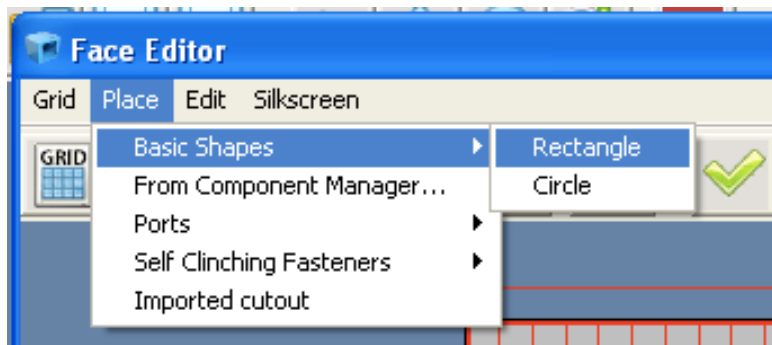 Face Editor
Grid Place Edit Silkscreen
GRID
Basic Shapes
Rectangle
From Component Manager...
Circle
Ports
Self Clinching Fasteners
Imported cutout